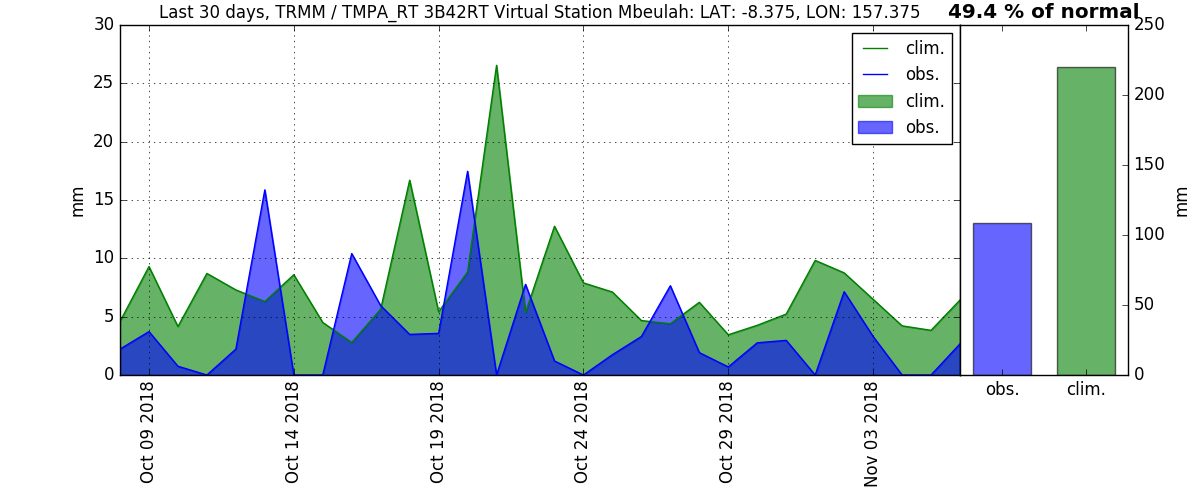 Last 30 days, TRMM / TMPA_RT 3B42RT Virtual Station Mbeulah: LAT: -8.375, LON: 157.375
49.4 % of normal
30
25
20
15
10
5
0
mm
clim.
obs.
clim.
obs.
250
200
150
100
50
0
mm
obs.
clim.
Oct 09 2018
Oct 14 2018
Oct 19 2018
Oct 24 2018
Oct 29 2018
Nov 03 2018